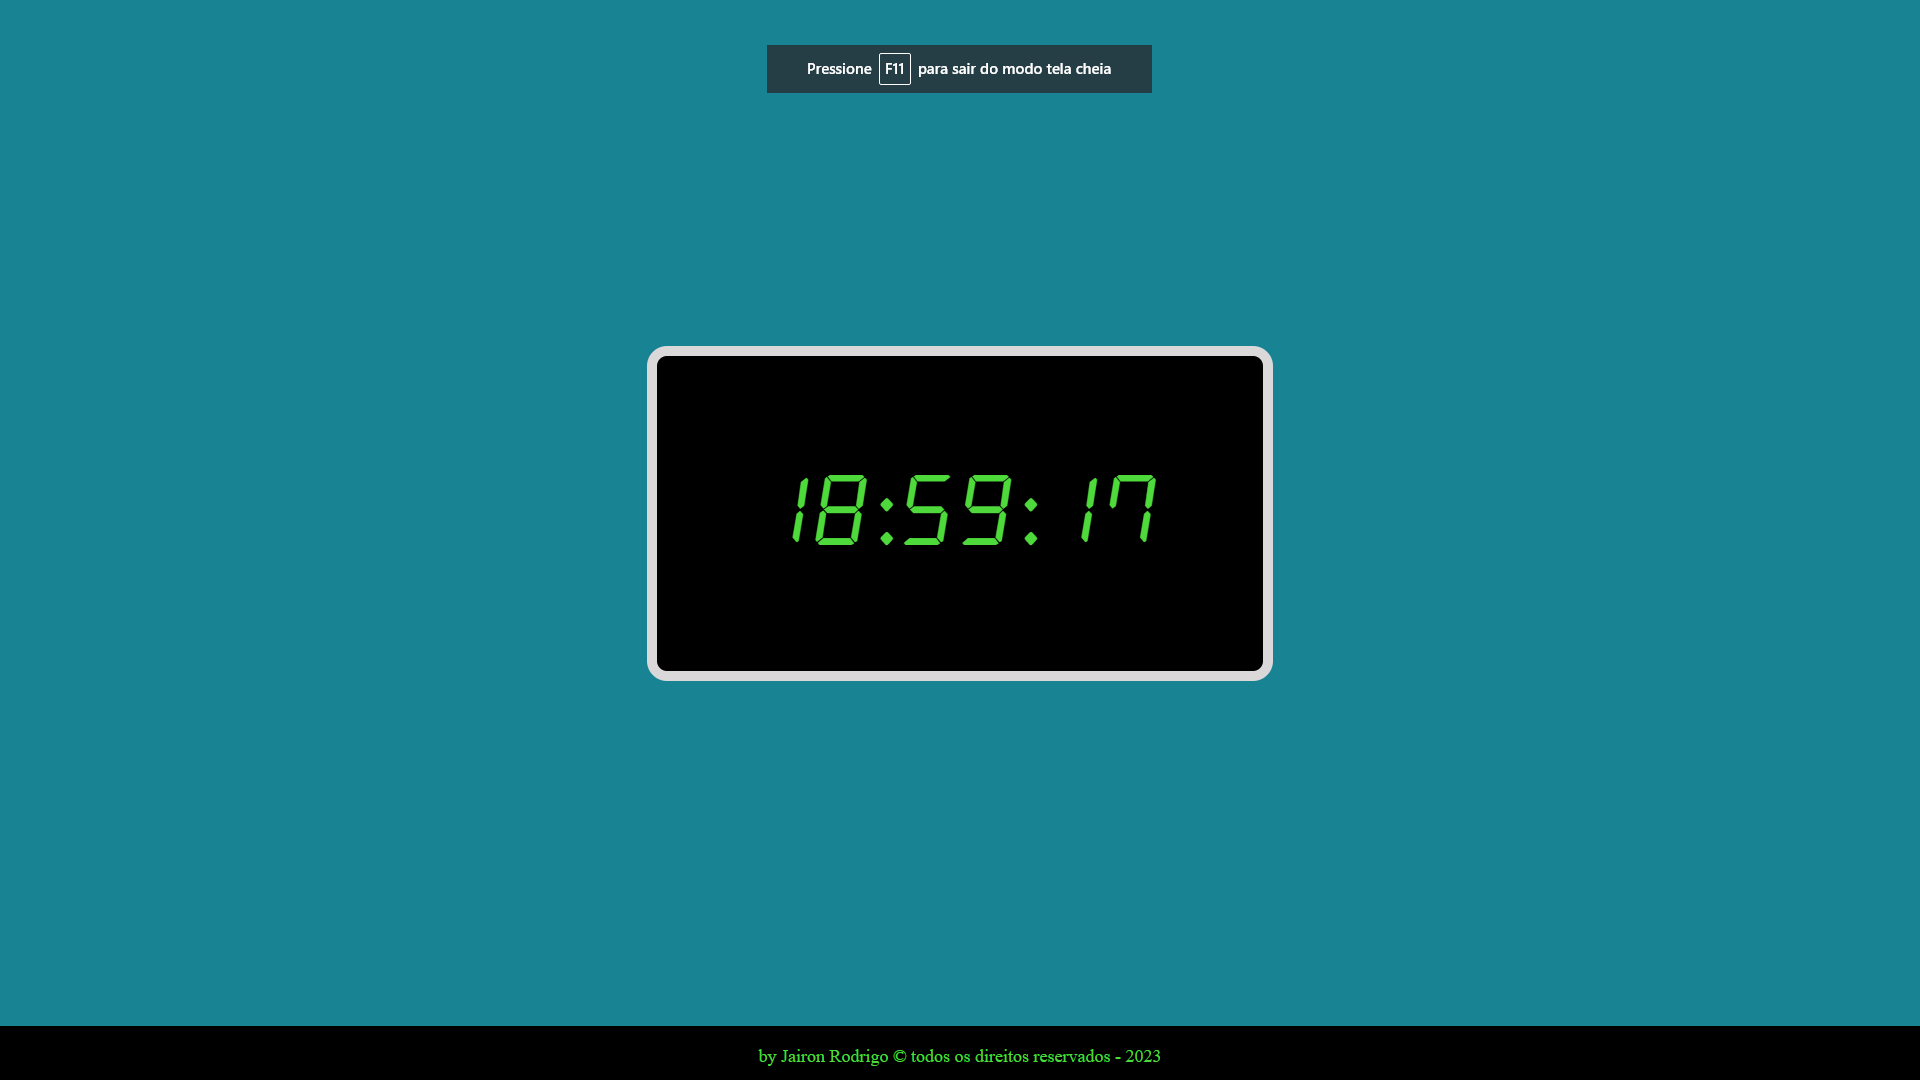 Pressione F11 para sair do modo tela cheia
18:59:17
by Jairon Rodrigo © todos os direitos reservados - 2023